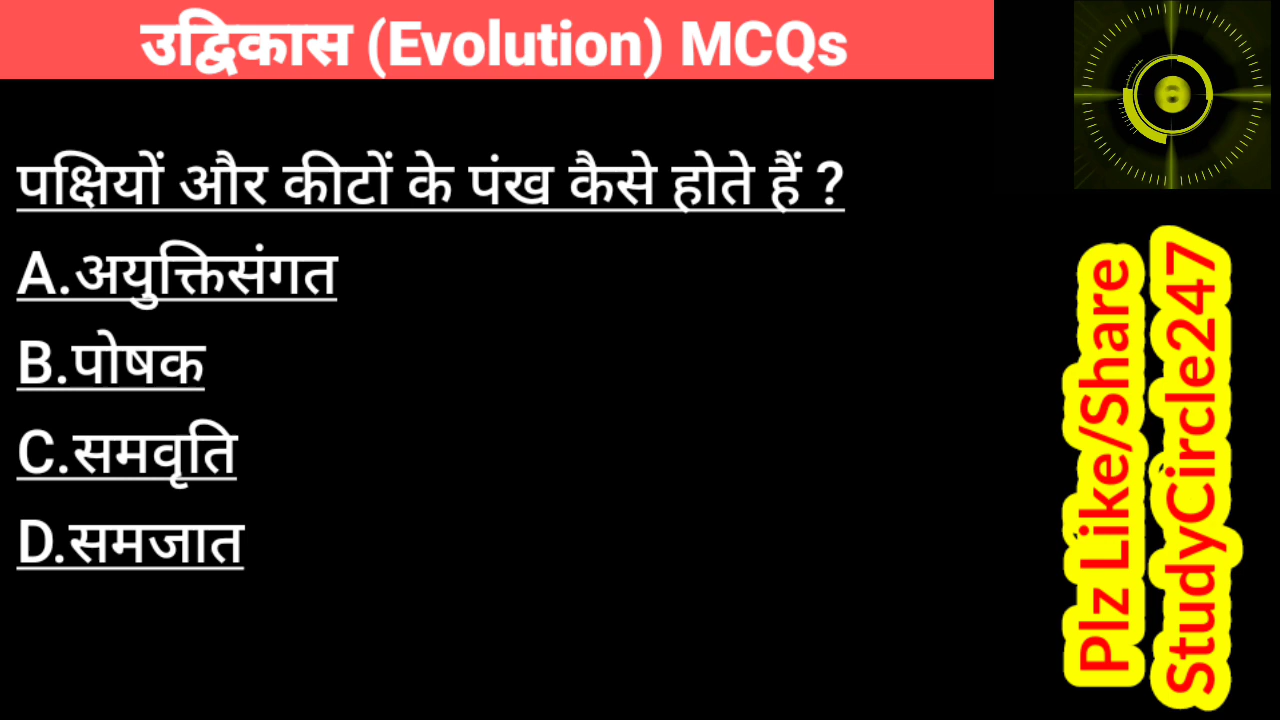 उद्विकास (Evolution) MCQs
पक्षियों और कीटों के पंख कैसे होते हैं ?
A.अयुक्तिसंगत
B.पोषक
C.समवृति
D.समजात
Plz Like/Share
StudyCircle247